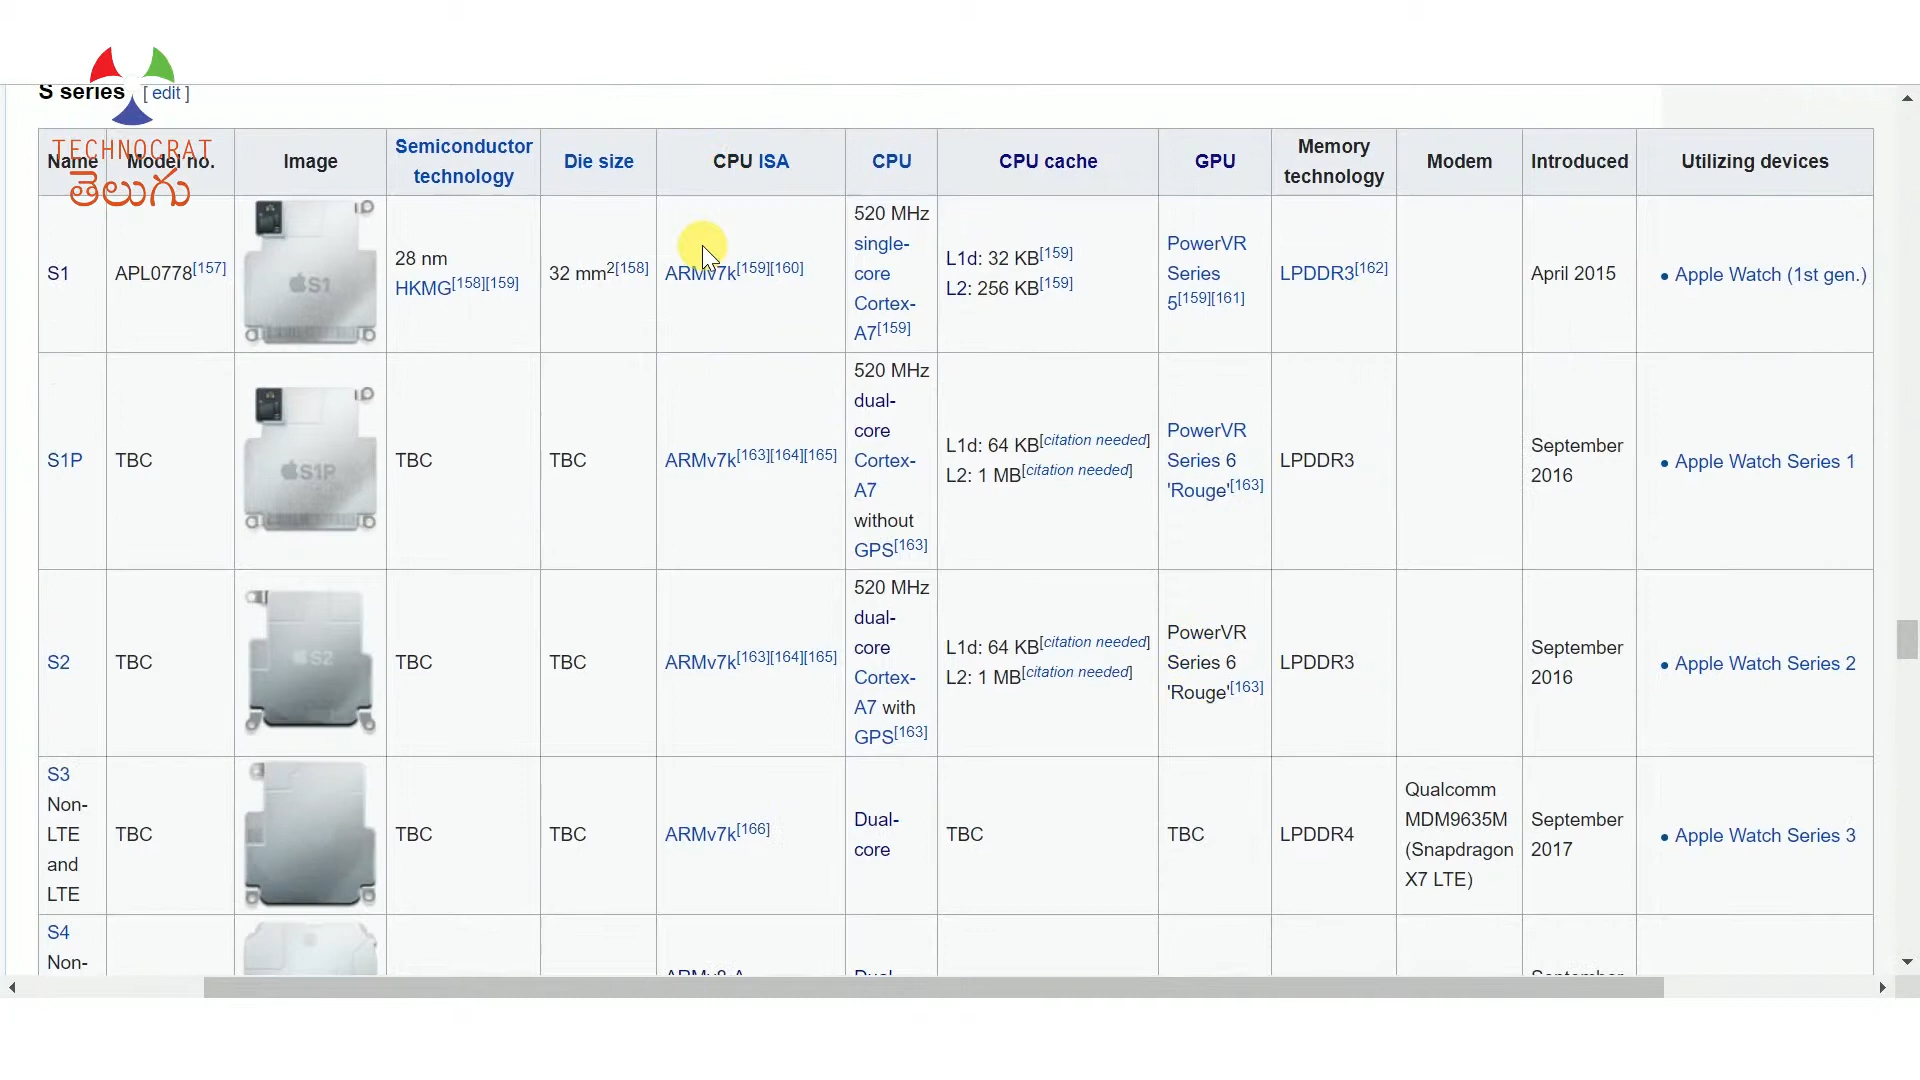 S series [ edit ]
TECHNOCRAT
తెలుగు
Name
Model no.
Image
Semiconductor
technology
Die size
CPU ISA
CPU
CPU cache
GPU
Memory
technology
Modem
Introduced
Utilizing devices
S1
APL0778[157]
S1
28 nm
HKMG[158][159]
32 mm2[158]
ARMv7k[159][160]
520 MHz
single-
core
Cortex-
A7[159]
L1d: 32 KB[159]
L2: 256 KB[159]
PowerVR
Series
5[159][161]
LPDDR3[162]
April 2015
• Apple Watch (1st gen.)
S1P
TBC
S1P
TBC
TBC
ARMv7k[163][164][165]
520 MHz
dual-
core
Cortex-
A7
without
GPS[163]
L1d: 64 KB[citation needed]
L2: 1 MB[citation needed]
PowerVR
Series 6
'Rouge'[163]
LPDDR3
September
2016
• Apple Watch Series 1
S2
TBC
S2
TBC
TBC
ARMv7k[163][164][165]
520 MHz
dual-
core
Cortex-
A7 with
GPS[163]
L1d: 64 KB[citation needed]
L2: 1 MB[citation needed]
PowerVR
Series 6
'Rouge'[163]
LPDDR3
September
2016
• Apple Watch Series 2
S3
Non-
LTE
and
LTE
TBC
TBC
TBC
ARMv7k[166]
Dual-
core
TBC
TBC
LPDDR4
Qualcomm
MDM9635M
(Snapdragon
X7 LTE)
September
2017
• Apple Watch Series 3
S4
Non-